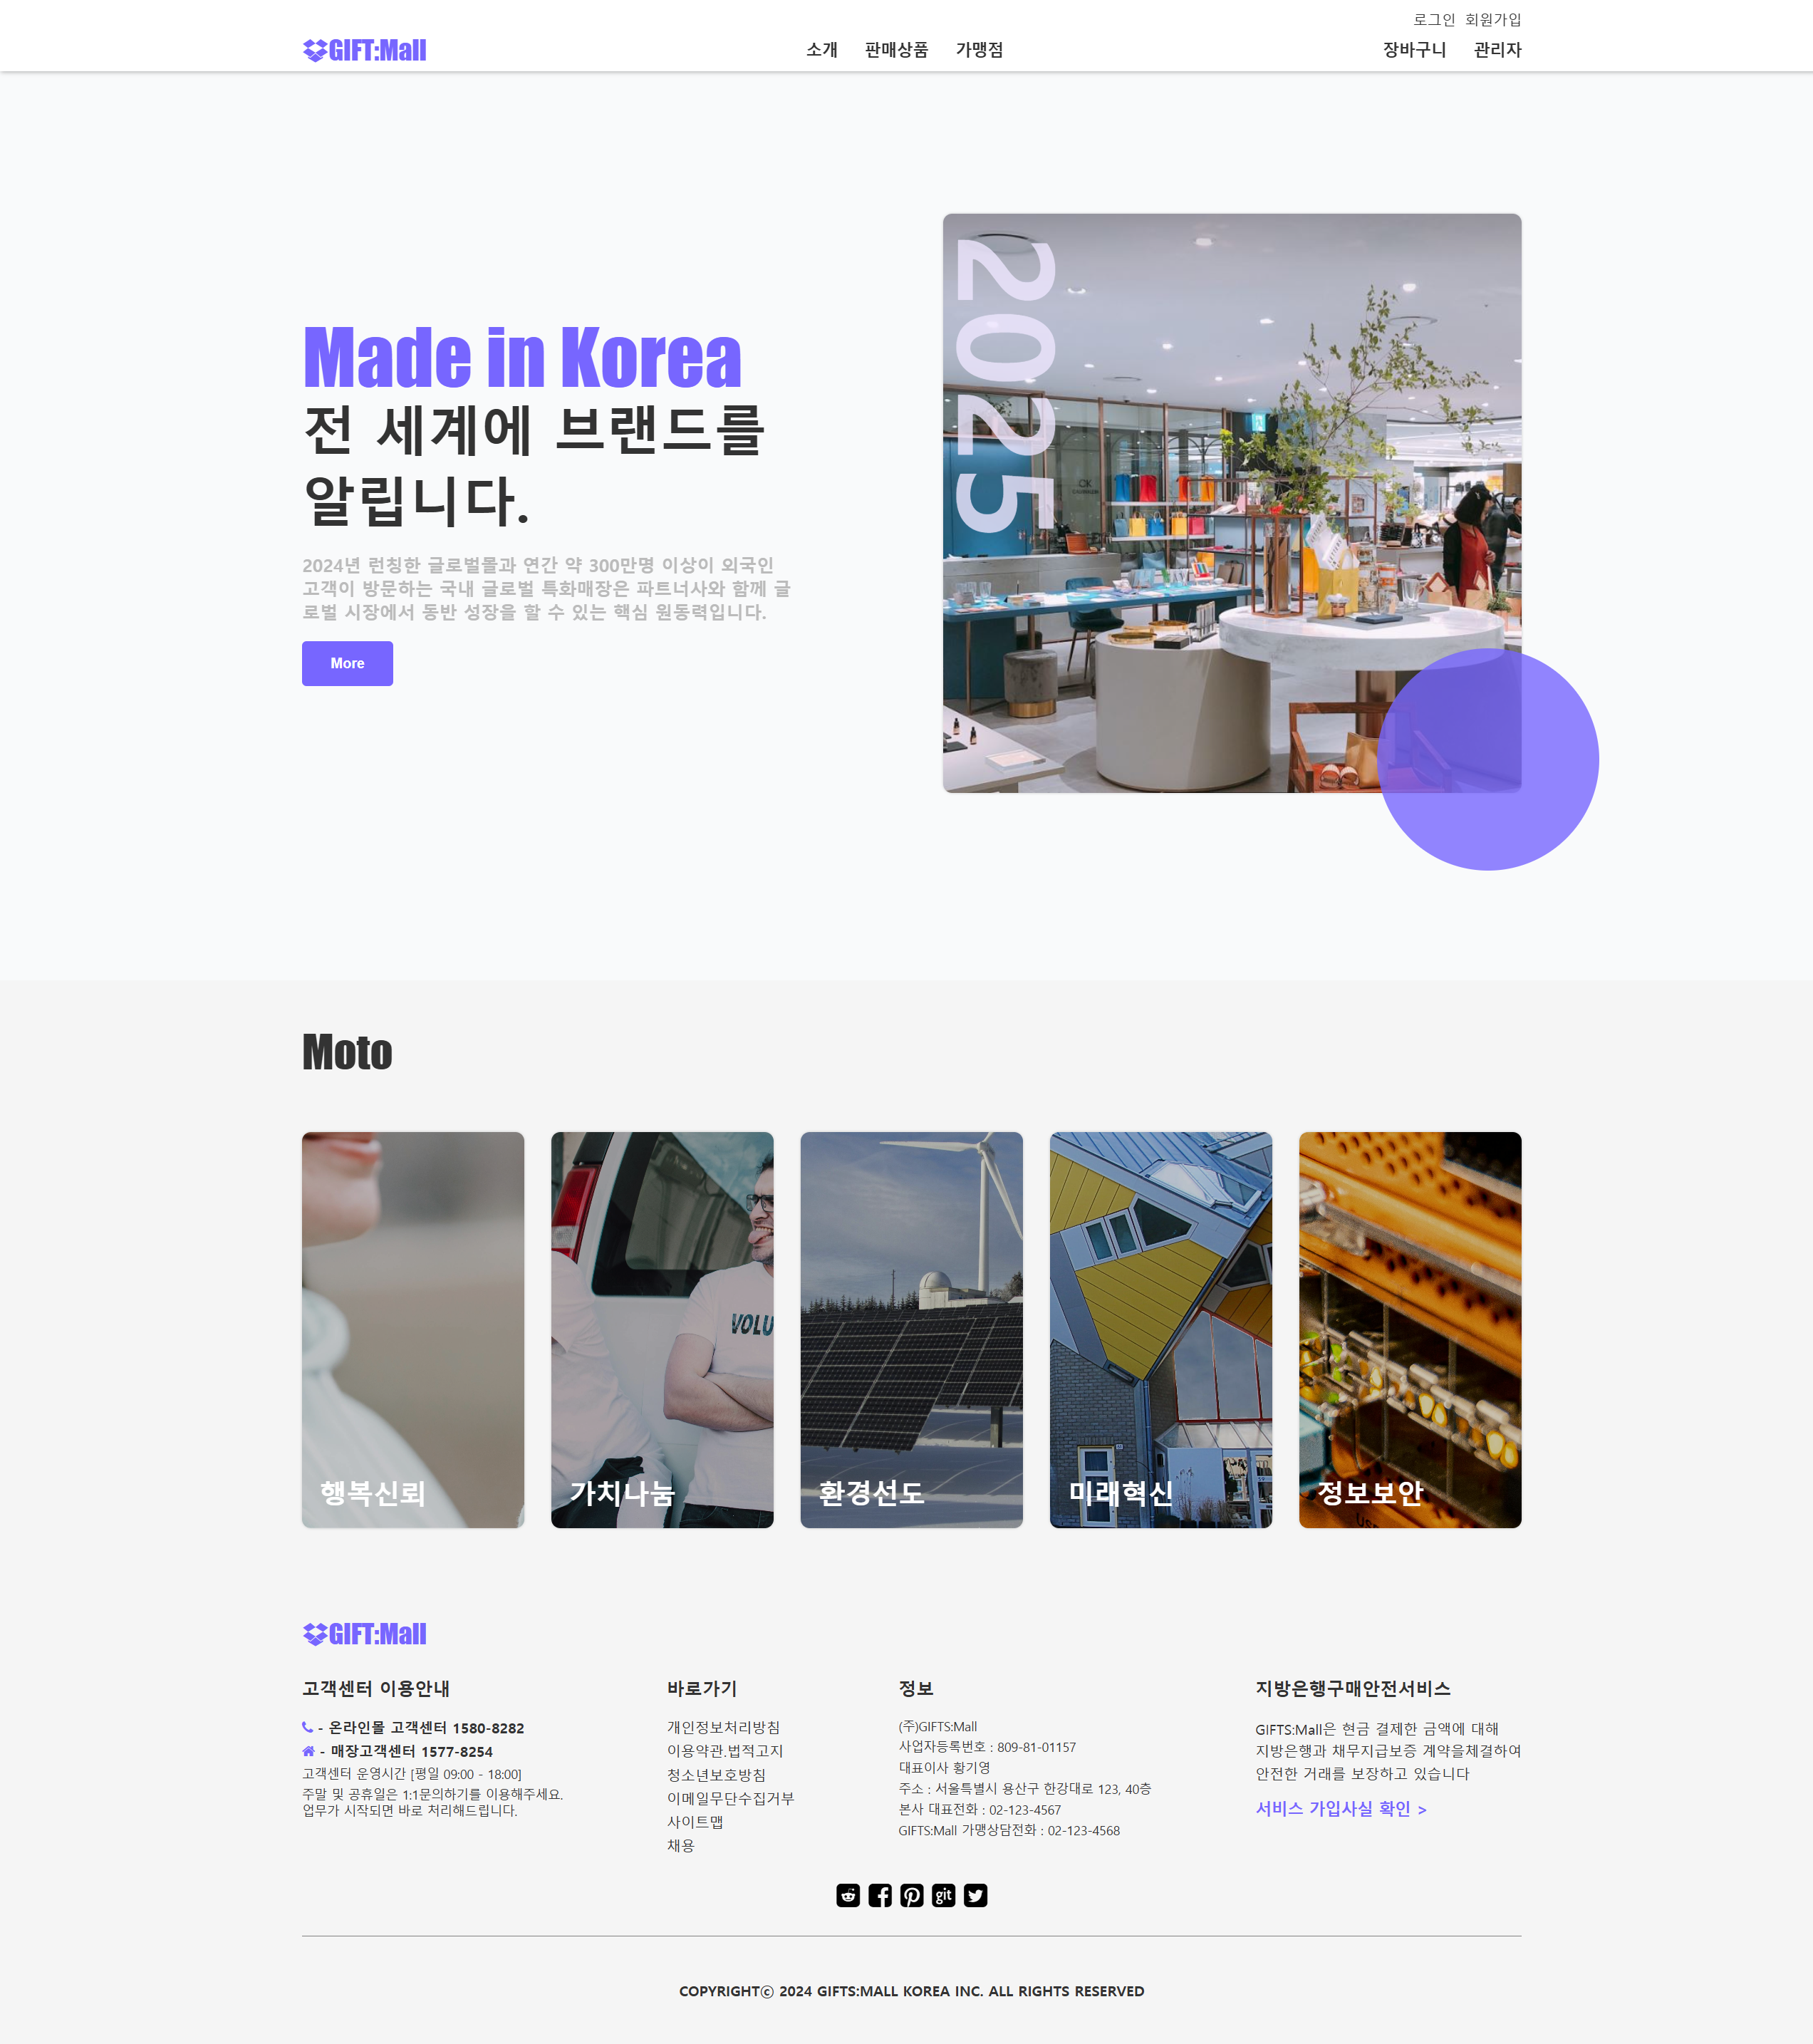 로그인 회원가입
GIFT:Mall
소개 판매상품 가맹점
장바구니 관리자
Made in Korea
전 세계에 브랜드를
알립니다.
2024년 런칭한 글로벌몰과 연간 약 300만명 이상이 외국인
고객이 방문하는 국내 글로벌 특화매장은 파트너사와 함께 글
로벌 시장에서 동반 성장을 할 수 있는 핵심 원동력입니다.
More
2025
Moto
VOLU
행복신뢰
가치나눔
환경선도
미래혁신
정보보안
GIFT:Mall
고객센터 이용안내
- 온라인몰 고객센터 1580-8282
- 매장고객센터 1577-8254
고객센터 운영시간 [평일 09:00 - 18:00]
주말 및 공휴일은 1:1문의하기를 이용해주세요.
업무가 시작되면 바로 처리해드립니다.
바로가기
개인정보처리방침
이용약관.법적고지
청소년보호방침
이메일무단수집거부
사이트맵
채용
정보
(주)GIFTS:Mall
사업자등록번호 : 809-81-01157
대표이사 황기영
주소 : 서울특별시 용산구 한강대로 123, 40층
본사 대표전화 : 02-123-4567
GIFTS:Mall 가맹상담전화 : 02-123-4568
지방은행구매안전서비스
GIFTS:Mall은 현금 결제한 금액에 대해
지방은행과 채무지급보증 계약을체결하여
안전한 거래를 보장하고 있습니다
서비스 가입사실 확인 >
git
COPYRIGHTⓒ 2024 GIFTS:MALL KOREA INC. ALL RIGHTS RESERVED